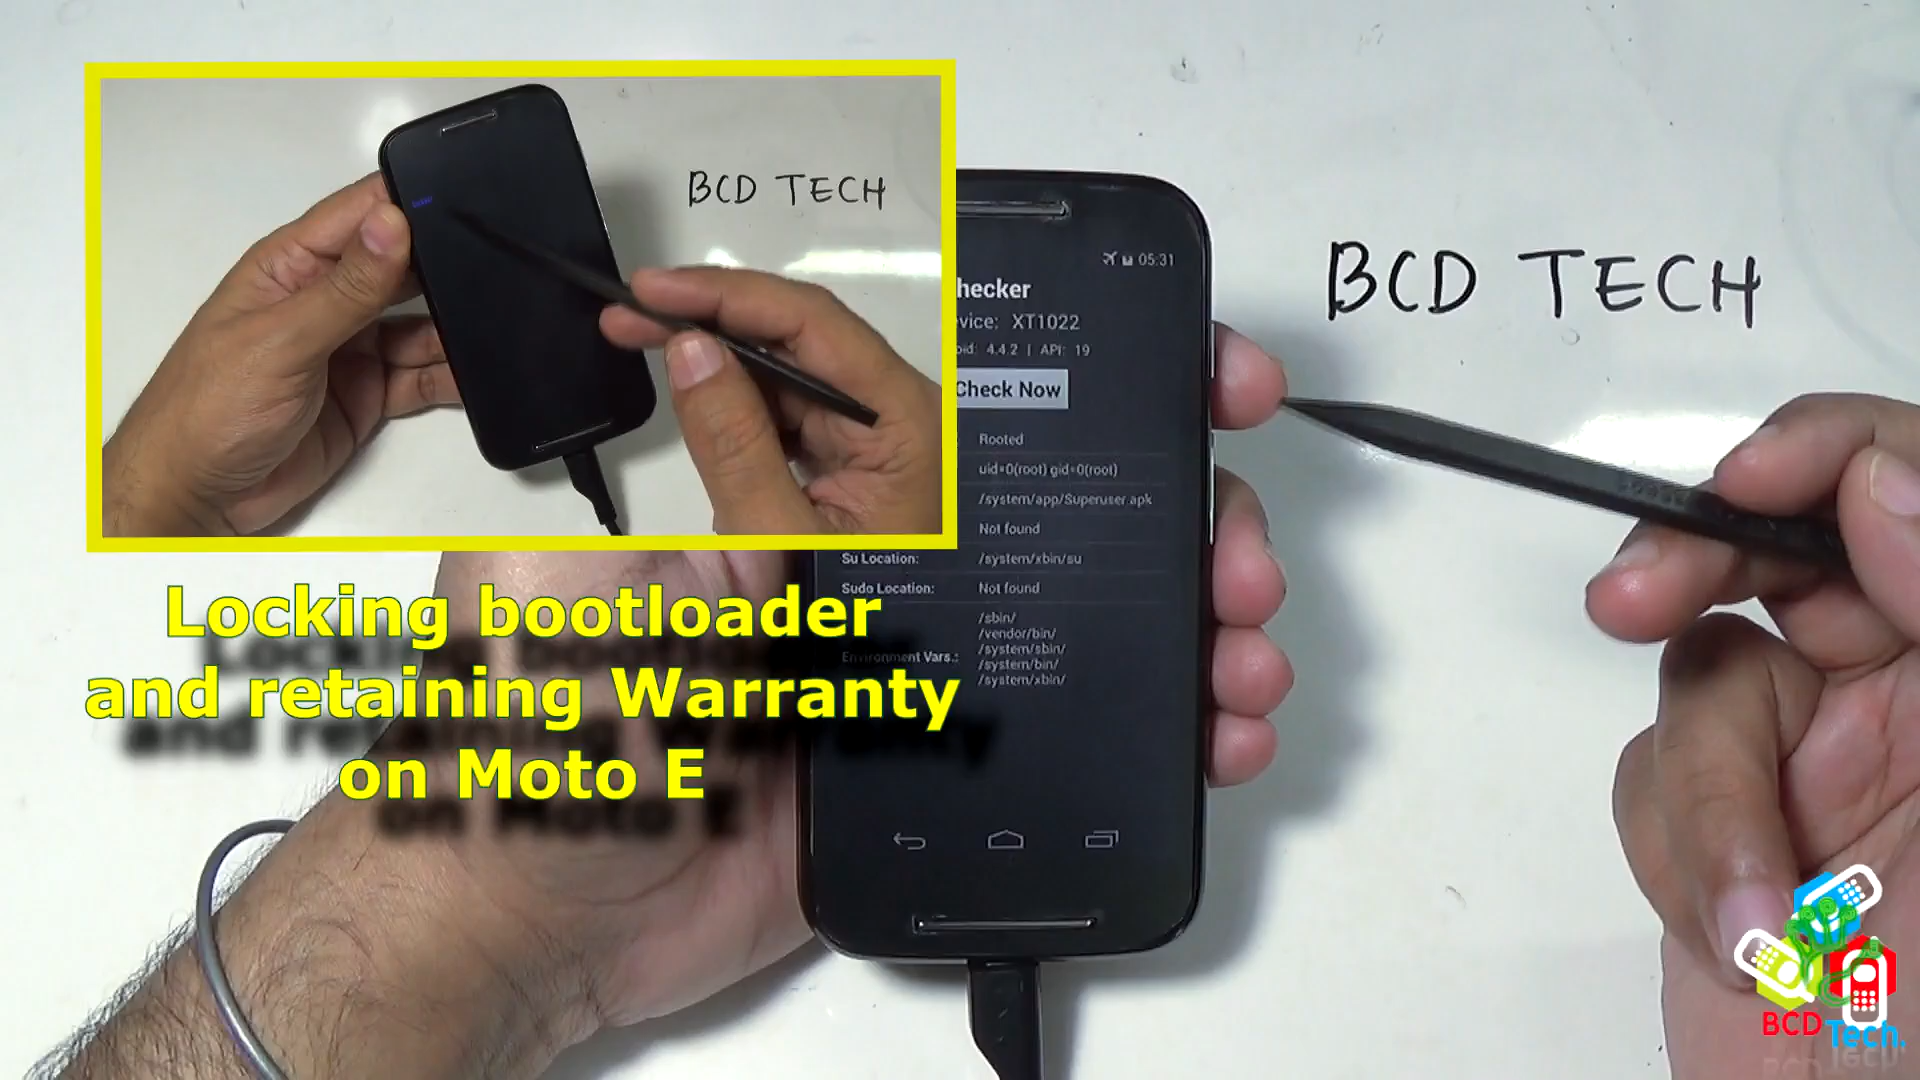 BCD TECH
BCD TECH
05:31
hecker
vice: XT1022
oid: 4.4.2 | API: 19
Check Now
Rooted
uid=0(root) gid=0(root)
/system/app/Superuser.apk
Not found
Su Location: /system/xbin/su
Sudo Location: Not found
/sbin/
/vendor/bin/
Environment Vars.: /system/sbin/
/system/bin/
/system/xbin/
Locking bootloader
and retaining Warranty
on Moto E
BCD Tech.